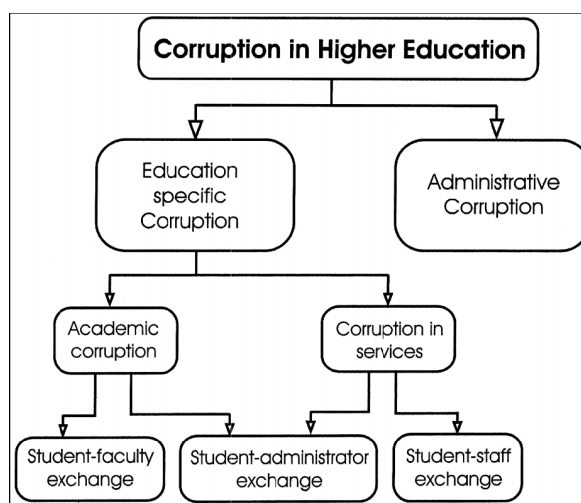 Corruption in Higher Education
Education
specific
Corruption
Administrative
Corruption
Academic
corruption
Corruption in
services
Student-faculty
exchange
Student-administrator
exchange
Student-staff
exchange